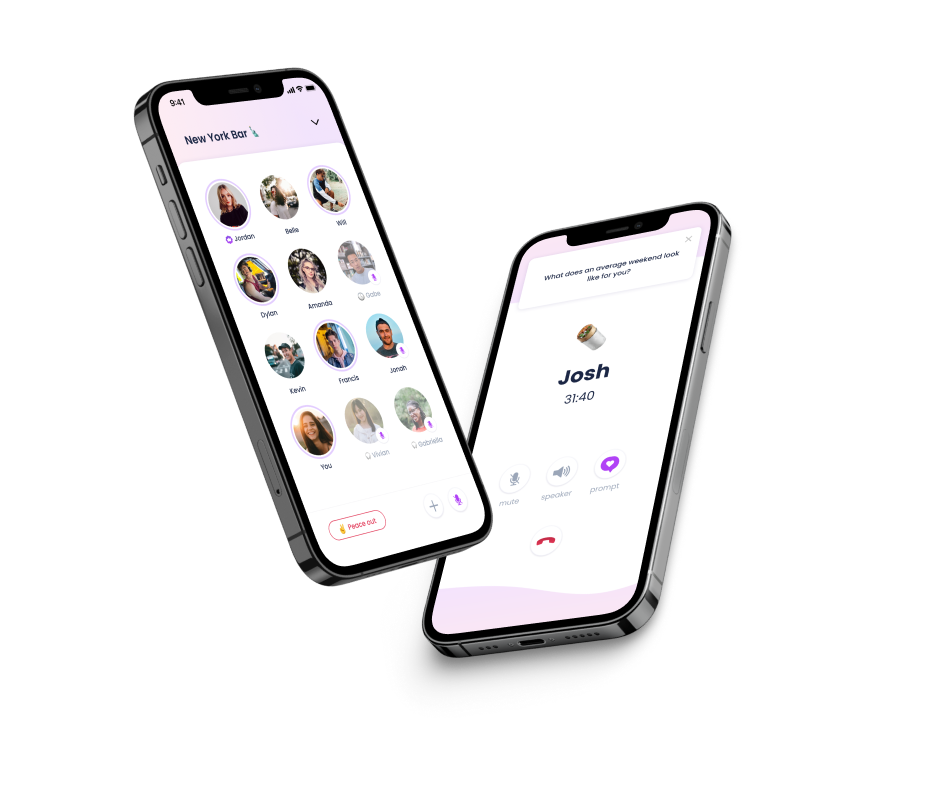 9:41
New York Bar
Jordan
Belle
Will
Dylan
Amanda
Gabe
Kevin
Francis
Jonah
You
Vivian
Gabriella
✌️ Peace out
What does an average weekend look
like for you?
Josh
31:40
mute
speaker
prompt